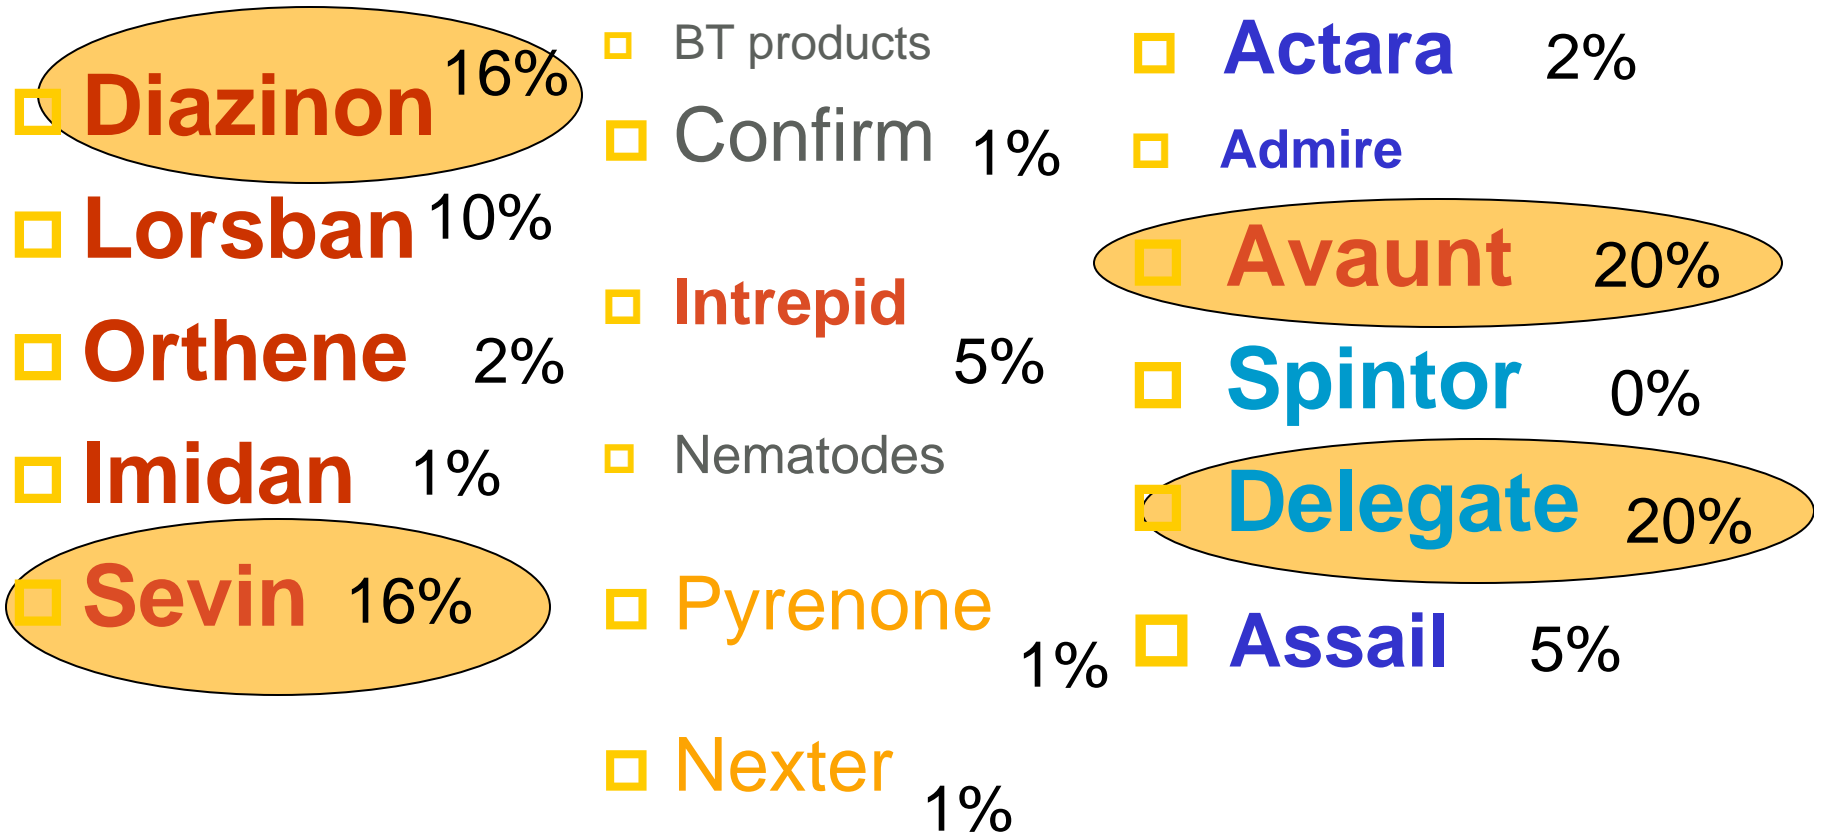 Diazinon 16%
Lorsban 10%
Orthene 2%
Imidan 1%
Sevin 16%
BT products
Confirm 1%
Intrepid
5%
Nematodes
Pyrenone
1%
Nexter
1%
Actara 2%
Admire
Avaunt 20%
Spintor 0%
Delegate 20%
Assail 5%